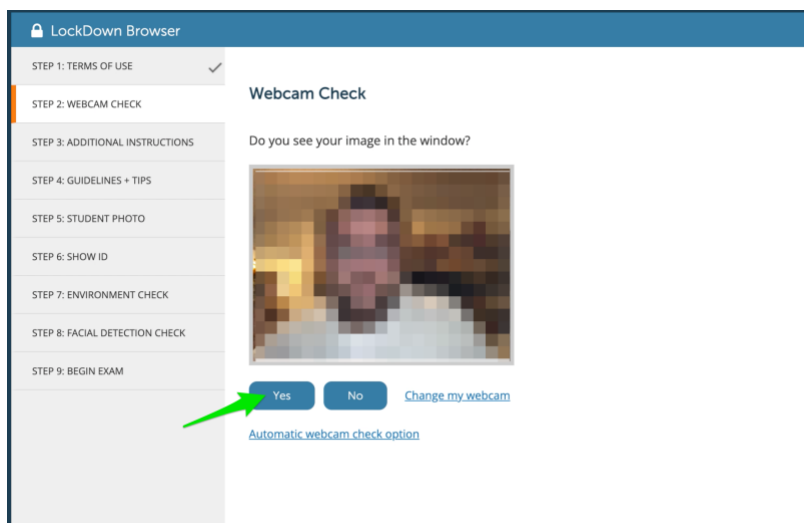 LockDown Browser
STEP 1: TERMS OF USE
STEP 2: WEBCAM CHECK
STEP 3: ADDITIONAL INSTRUCTIONS
STEP 4: GUIDELINES + TIPS
STEP 5: STUDENT PHOTO
STEP 6: SHOW ID
STEP 7: ENVIRONMENT CHECK
STEP 8: FACIAL DETECTION CHECK
STEP 9: BEGIN EXAM
Webcam Check
Do you see your image in the window?
Yes No Change my webcam
Automatic webcam check option